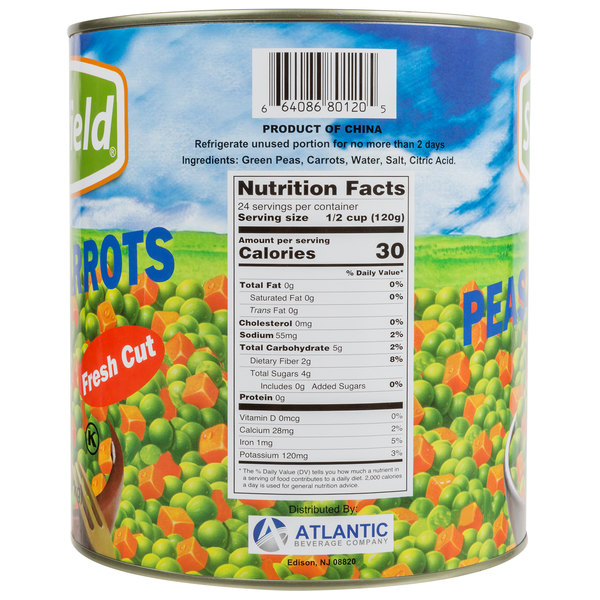 6 64086 80120 5
PRODUCT OF CHINA
Refrigerate unused portion for no more than 2 days
Ingredients: Green Peas, Carrots, Water, Salt, Citric Acid.
ield®
RROTS
Fresh Cut
K
Nutrition Facts
24 servings per container
Serving size 1/2 cup (120g)
Amount per serving
Calories 30
% Daily Value*
Total Fat 0g 0%
Saturated Fat 0g 0%
Trans Fat 0g
Cholesterol 0mg 0%
Sodium 55mg 2%
Total Carbohydrate 5g 2%
Dietary Fiber 2g 8%
Total Sugars 4g
Includes 0g Added Sugars 0%
Protein 0g
Vitamin D 0mcg 0%
Calcium 28mg 2%
Iron 1mg 5%
Potassium 120mg 3%
* The % Daily Value (DV) tells you how much a nutrient in
a serving of food contributes to a daily diet. 2,000 calories
a day is used for general nutrition advice.
Distributed By:
ATLANTIC
BEVERAGE COMPANY
Edison, NJ 08820
S
PEAS